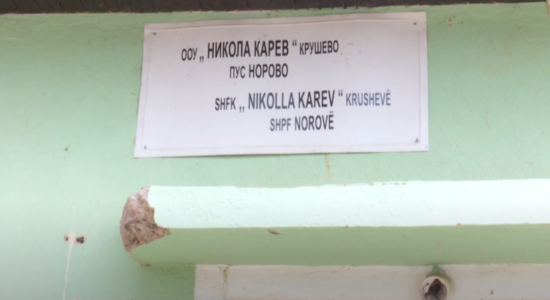 ООУ „ НИКОЛА КАРЕВ “ КРУШЕВО
ПУС НОРОВО
SHFK „ NIKOLLA KAREV “ KRUSHEVË
SHPF NOROVË